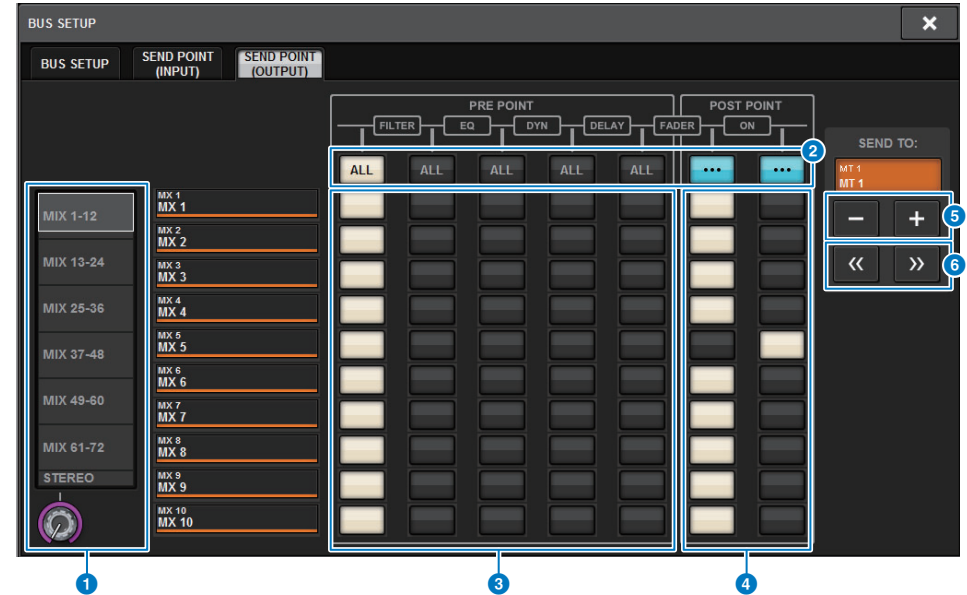 BUS SETUP
BUS SETUP
SEND POINT
(INPUT)
SEND POINT
(OUTPUT)
PRE POINT
POST POINT
FILTER
EQ
DYN
DELAY
FADER
ON
ALL
ALL
ALL
ALL
ALL
•••
•••
2
SEND TO:
MT 1
MT 1
−
+
5
<<
>>
6
MIX 1-12
MIX 13-24
MIX 25-36
MIX 37-48
MIX 49-60
MIX 61-72
STEREO
MX 1
MX 1
MX 2
MX 2
MX 3
MX 3
MX 4
MX 4
MX 5
MX 5
MX 6
MX 6
MX 7
MX 7
MX 8
MX 8
MX 9
MX 9
MX 10
MX 10
1
3
4